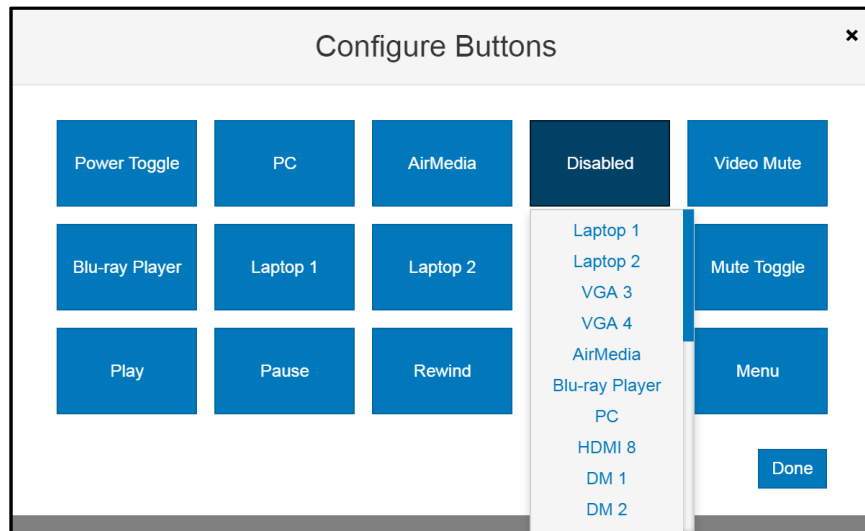 Configure Buttons
×
Power Toggle
PC
AirMedia
Disabled
Video Mute
Blu-ray Player
Laptop 1
Laptop 2
Mute Toggle
Play
Pause
Rewind
Menu
Laptop 1
Laptop 2
VGA 3
VGA 4
AirMedia
Blu-ray Player
PC
HDMI 8
DM 1
DM 2
Done